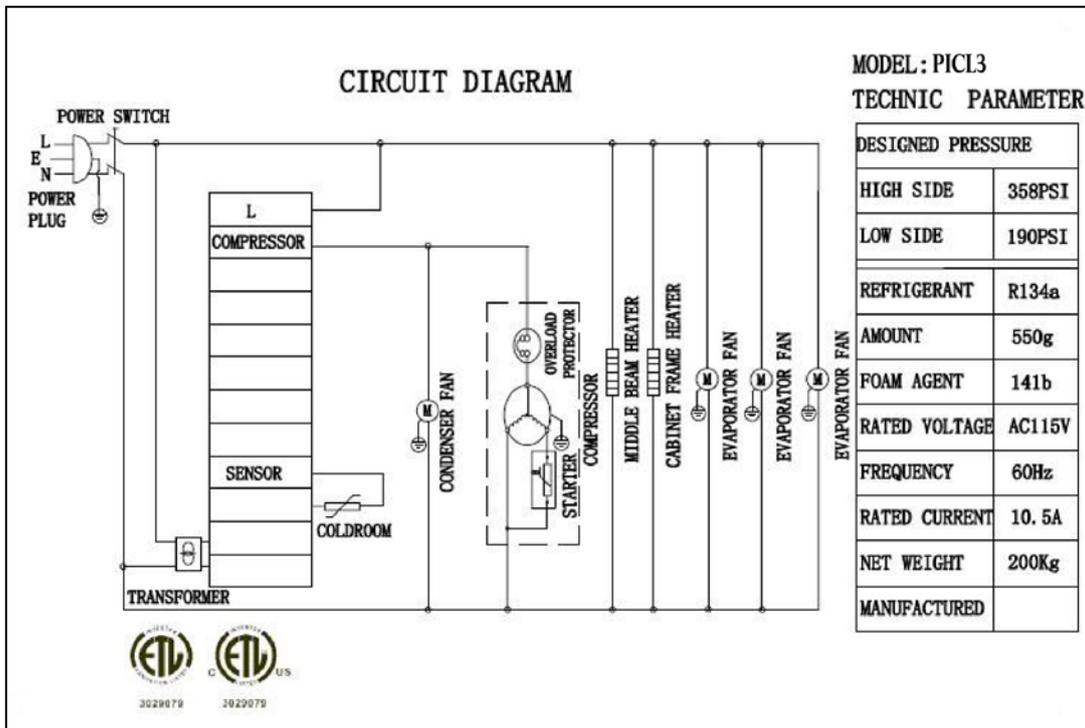 CIRCUIT DIAGRAM
POWER SWITCH
L
E
N
POWER
PLUG
L
COMPRESSOR
SENSOR
COLDROOM
TRANSFORMER
CONDENSER FAN
M
OVERLOAD
PROTECTOR
STARTER
COMPRESSOR
MIDDLE BEAM HEATER
CABINET FRAME HEATER
M
EVAPORATOR FAN
M
EVAPORATOR FAN
M
EVAPORATOR FAN
MODEL: PICL3
TECHNIC PARAMETER
DESIGNED PRESSURE
HIGH SIDE 358PSI
LOW SIDE 190PSI
REFRIGERANT R134a
AMOUNT 550g
FOAM AGENT 141b
RATED VOLTAGE AC115V
FREQUENCY 60Hz
RATED CURRENT 10.5A
NET WEIGHT 200Kg
MANUFACTURED
INTERTEK
ETL
3029079
INTERTEK
C ETL US
3029079